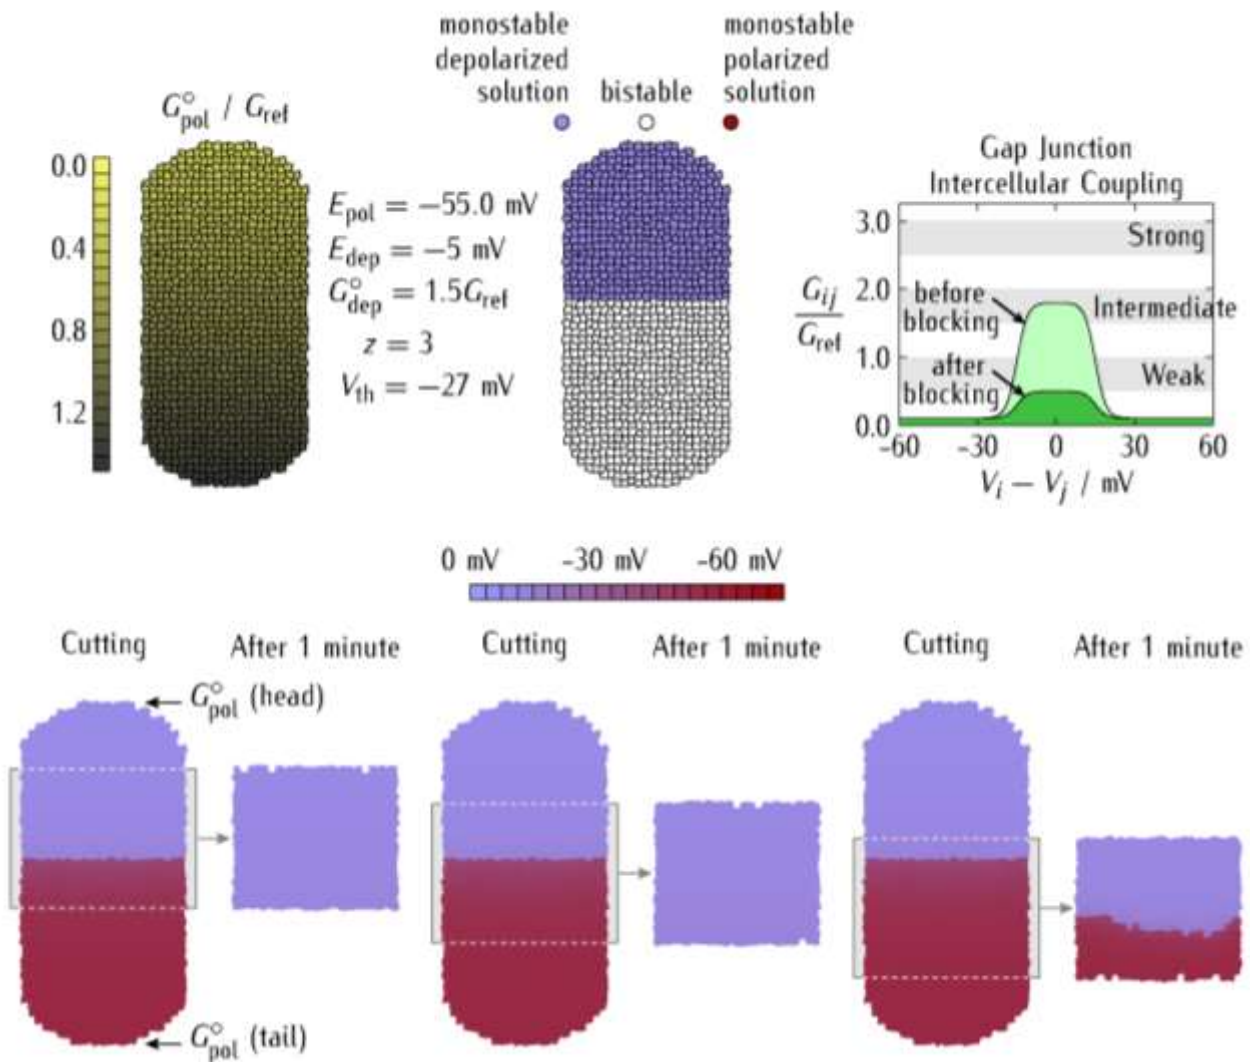 monostable depolarized solution
bistable
monostable polarized solution
G°pol / Gref
0.0
0.4
0.8
1.2
Epol = −55.0 mV
Edep = −5 mV
G°dep = 1.5Gref
z = 3
Vth = −27 mV
Gap Junction
Intercellular Coupling
Gij / Gref
3.0
2.0
1.0
0.0
Strong
Intermediate
Weak
before blocking
after blocking
-60 -30 0 30 60
Vi − Vj / mV
0 mV -30 mV -60 mV
Cutting After 1 minute Cutting After 1 minute Cutting After 1 minute
G°pol (head)
G°pol (tail)